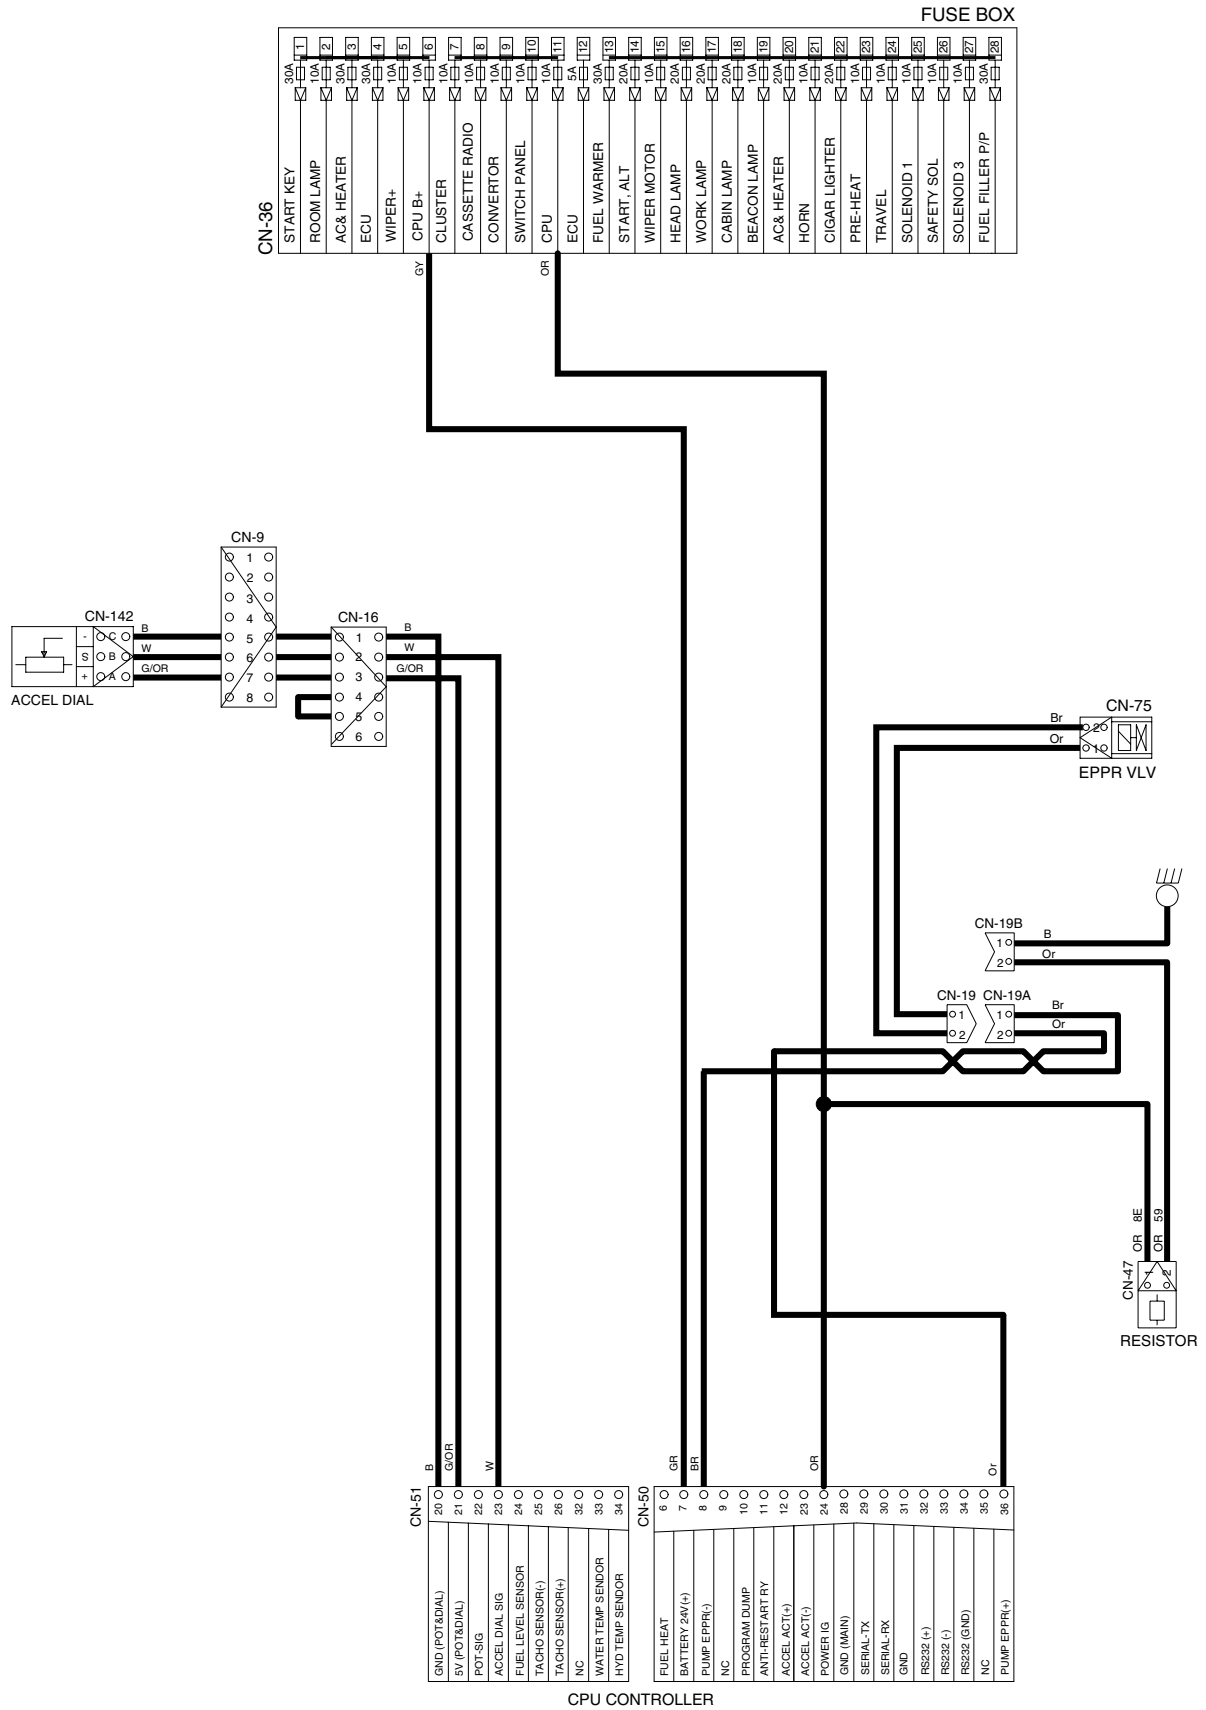 FUSE BOX
1 2 3 4 5 6 7 8 9 10 11 12 13 14 15 16 17 18 19 20 21 22 23 24 25 26 27 28
30A 10A 30A 30A 10A 10A 10A 10A 10A 10A 10A 5A 30A 20A 10A 20A 20A 20A 10A 20A 10A 10A 10A 10A 10A 10A 10A 30A
CN-36
START KEY
ROOM LAMP
AC& HEATER
ECU
WIPER+
CPU B+
CLUSTER
CASSETTE RADIO
CONVERTOR
SWITCH PANEL
CPU
ECU
FUEL WARMER
START, ALT
WIPER MOTOR
HEAD LAMP
WORK LAMP
CABIN LAMP
BEACON LAMP
AC& HEATER
HORN
CIGAR LIGHTER
PRE-HEAT
TRAVEL
SOLENOID 1
SAFETY SOL
SOLENOID 3
FUEL FILLER P/P
GY
OR
CN-9
1
2
3
4
5
6
7
8
CN-142
- C B
S B W
+ A G/OR
ACCEL DIAL
CN-16
1 B
2 W
3 G/OR
4
5
6
CN-75
Br 2
Or 1
EPPR VLV
CN-19B
1 B
2 Or
CN-19 CN-19A
1 1 Br
2 2 Or
8E 59
OR OR
CN-47
1 2
RESISTOR
B G/OR W
GR BR OR Or
CN-51
20 21 22 23 24 25 26 32 33 34
GND (POT&DIAL)
5V (POT&DIAL)
POT-SIG
ACCEL DIAL SIG
FUEL LEVEL SENSOR
TACHO SENSOR(-)
TACHO SENSOR(+)
NC
WATER TEMP SENDOR
HYD TEMP SENDOR
CN-50
6 7 8 9 10 11 12 23 24 28 29 30 31 32 33 34 35 36
FUEL HEAT
BATTERY 24V(+)
PUMP EPPR(-)
NC
PROGRAM DUMP
ANTI-RESTART RY
ACCEL ACT(+)
ACCEL ACT(-)
POWER IG
GND (MAIN)
SERIAL-TX
SERIAL-RX
GND
RS232 (+)
RS232 (-)
RS232 (GND)
NC
PUMP EPPR(+)
CPU CONTROLLER